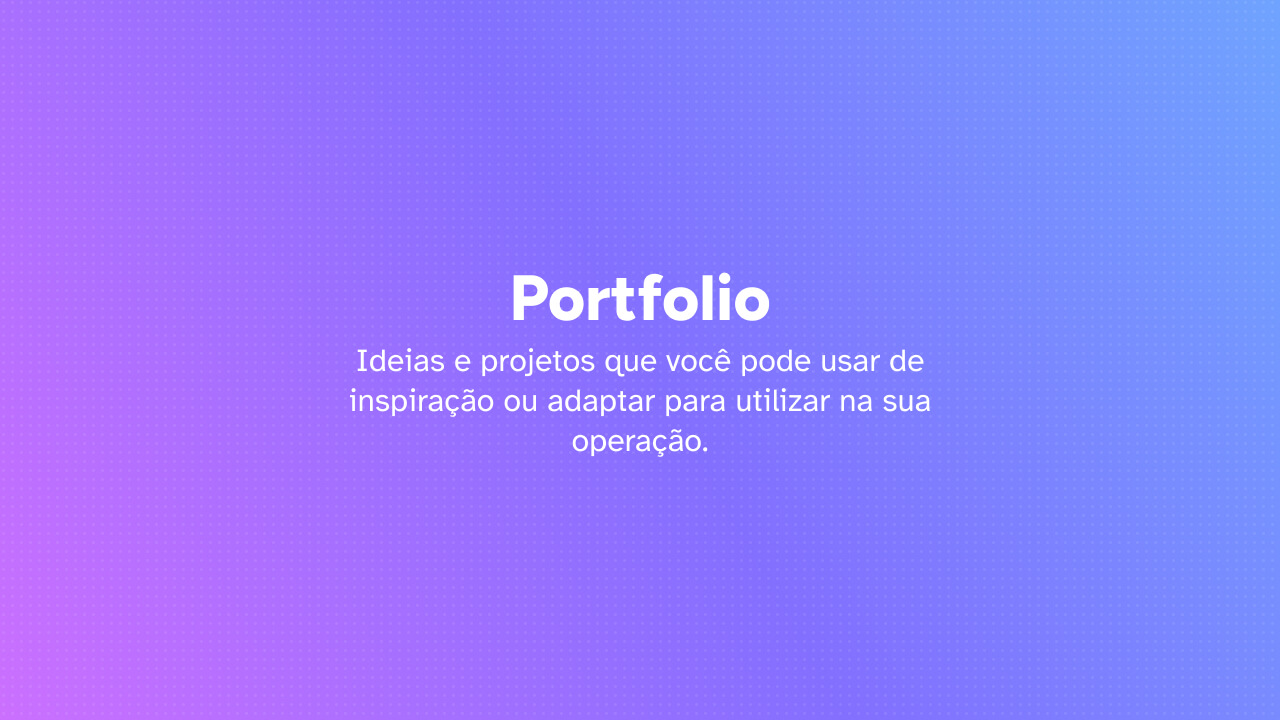 Portfolio
Ideias e projetos que você pode usar de
inspiração ou adaptar para utilizar na sua
operação.